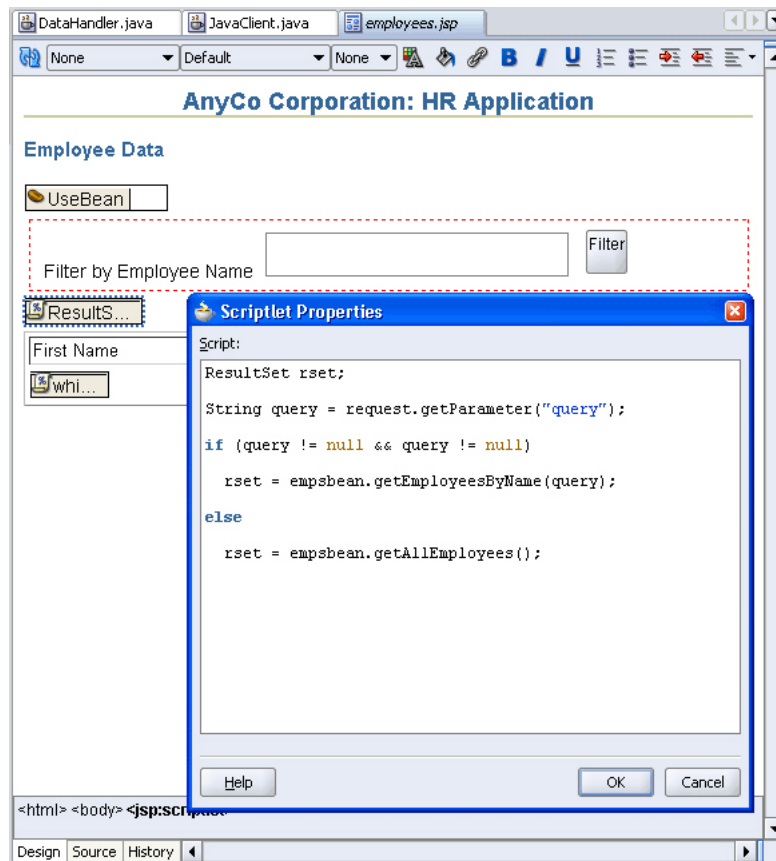 DataHandler.java JavaClient.java employees.jsp
None Default None B I U
AnyCo Corporation: HR Application
Employee Data
UseBean
Filter by Employee Name Filter
ResultS...
First Name
whi...
Scriptlet Properties
Script:
ResultSet rset;
String query = request.getParameter("query");
if (query != null && query != null)
rset = empsbean.getEmployeesByName(query);
else
rset = empsbean.getAllEmployees();
Help OK Cancel
<html> <body> <jsp:scriptlet>
Design Source History